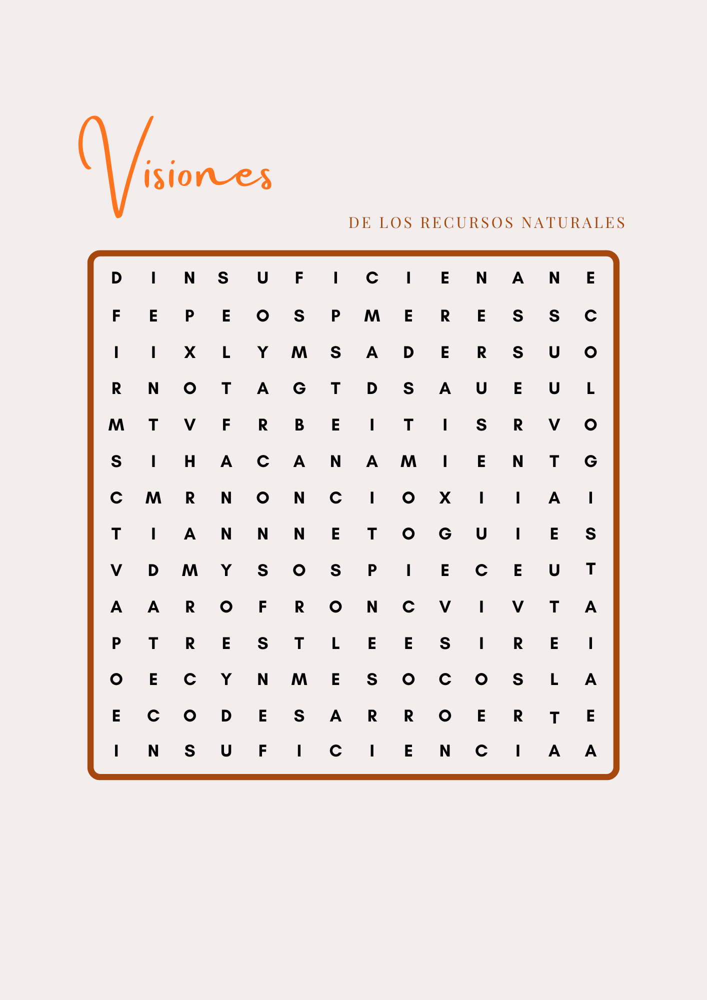 Visiones
DE LOS RECURSOS NATURALES
D I N S U F I C I E N A N E
F E P E O S P M E R E S S C
I I X L Y M S A D E R S U O
R N O T A G T D S A U E U L
M T V F R B E I T I S R V O
S I H A C A N A M I E N T G
C M R N O N C I O X I I A I
T I A N N N E T O G U I E S
V D M Y S O S P I E C E U T
A A R O F R O N C V I V T A
P T R E S T L E E S I R E I
O E C Y N M E S O C O S L A
E C O D E S A R R O E R T E
I N S U F I C I E N C I A A